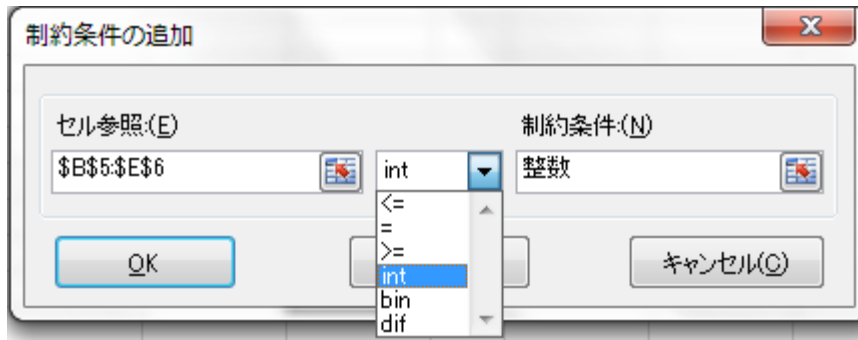 制約条件の追加
セル参照:(E)
制約条件:(N)
$B$5:$E$6
int
整数
<=
=
>=
int
bin
dif
OK
キャンセル(C)